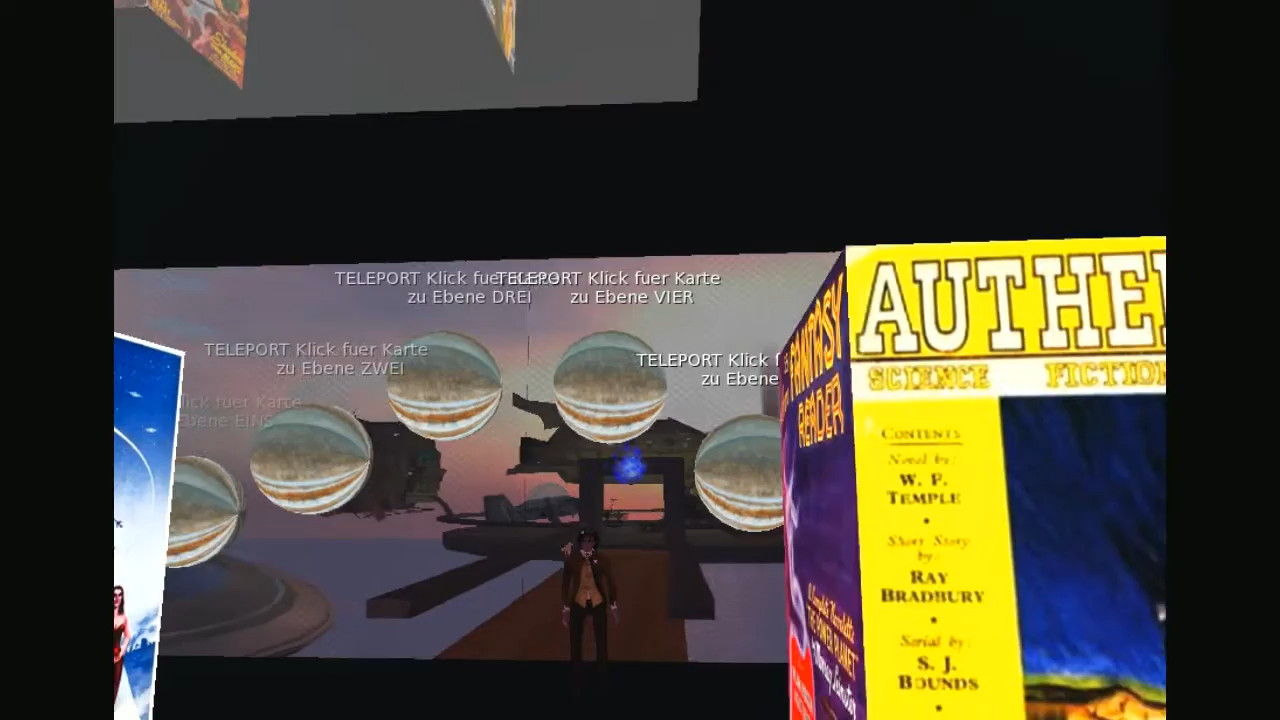 TELEPORT Klick fuer
zu Ebene DREI
TELEPORT Klick fuer Karte
zu Ebene VIER
TELEPORT Klick fuer Karte
zu Ebene ZWEI
TELEPORT Klick
zu Ebene
fuer Karte
EINS
FANTASY
READER
AUTHE
SCIENCE FICTION
CONTENTS
Novel by:
W. P.
TEMPLE
Short Story
by:
RAY
BRADBURY
Serial by:
S. J.
BOUNDS